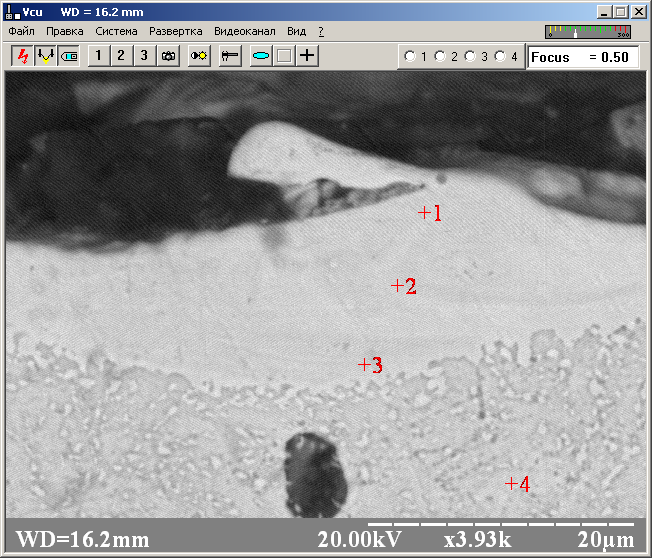 Vcu WD = 16.2 mm
Файл Правка Система Развертка Видеоканал Вид ?
300
1 2 3 1 2 3 4 Focus = 0.50
+1
+2
+3
+4
WD=16.2mm 20.00kV x3.93k 20µm